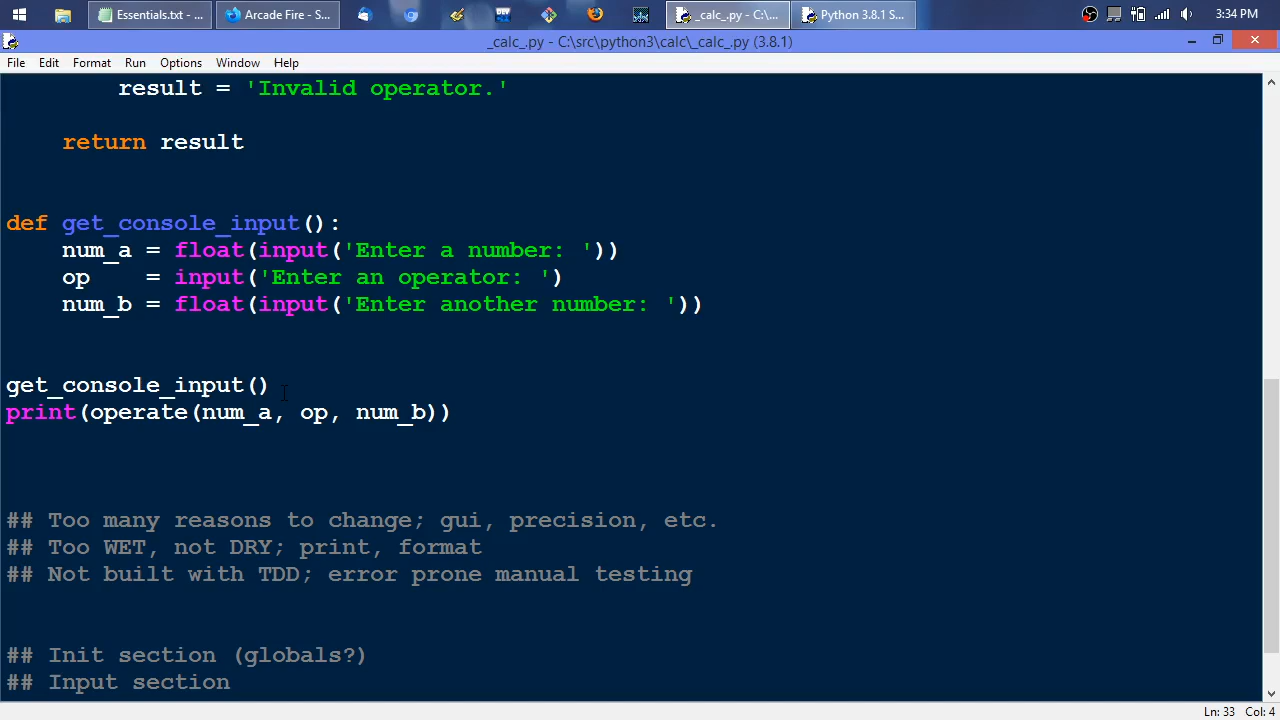 Essentials.txt - ...
Arcade Fire - S...
DEV
_calc_.py - C:\...
Python 3.8.1 S...
3:34 PM
_calc_.py - C:\src\python3\calc\_calc_.py (3.8.1)
File Edit Format Run Options Window Help
result = 'Invalid operator.'
return result
def get_console_input():
num_a = float(input('Enter a number: '))
op    = input('Enter an operator: ')
num_b = float(input('Enter another number: '))
get_console_input()
print(operate(num_a, op, num_b))
## Too many reasons to change; gui, precision, etc.
## Too WET, not DRY; print, format
## Not built with TDD; error prone manual testing
## Init section (globals?)
## Input section
Ln: 33 Col: 4